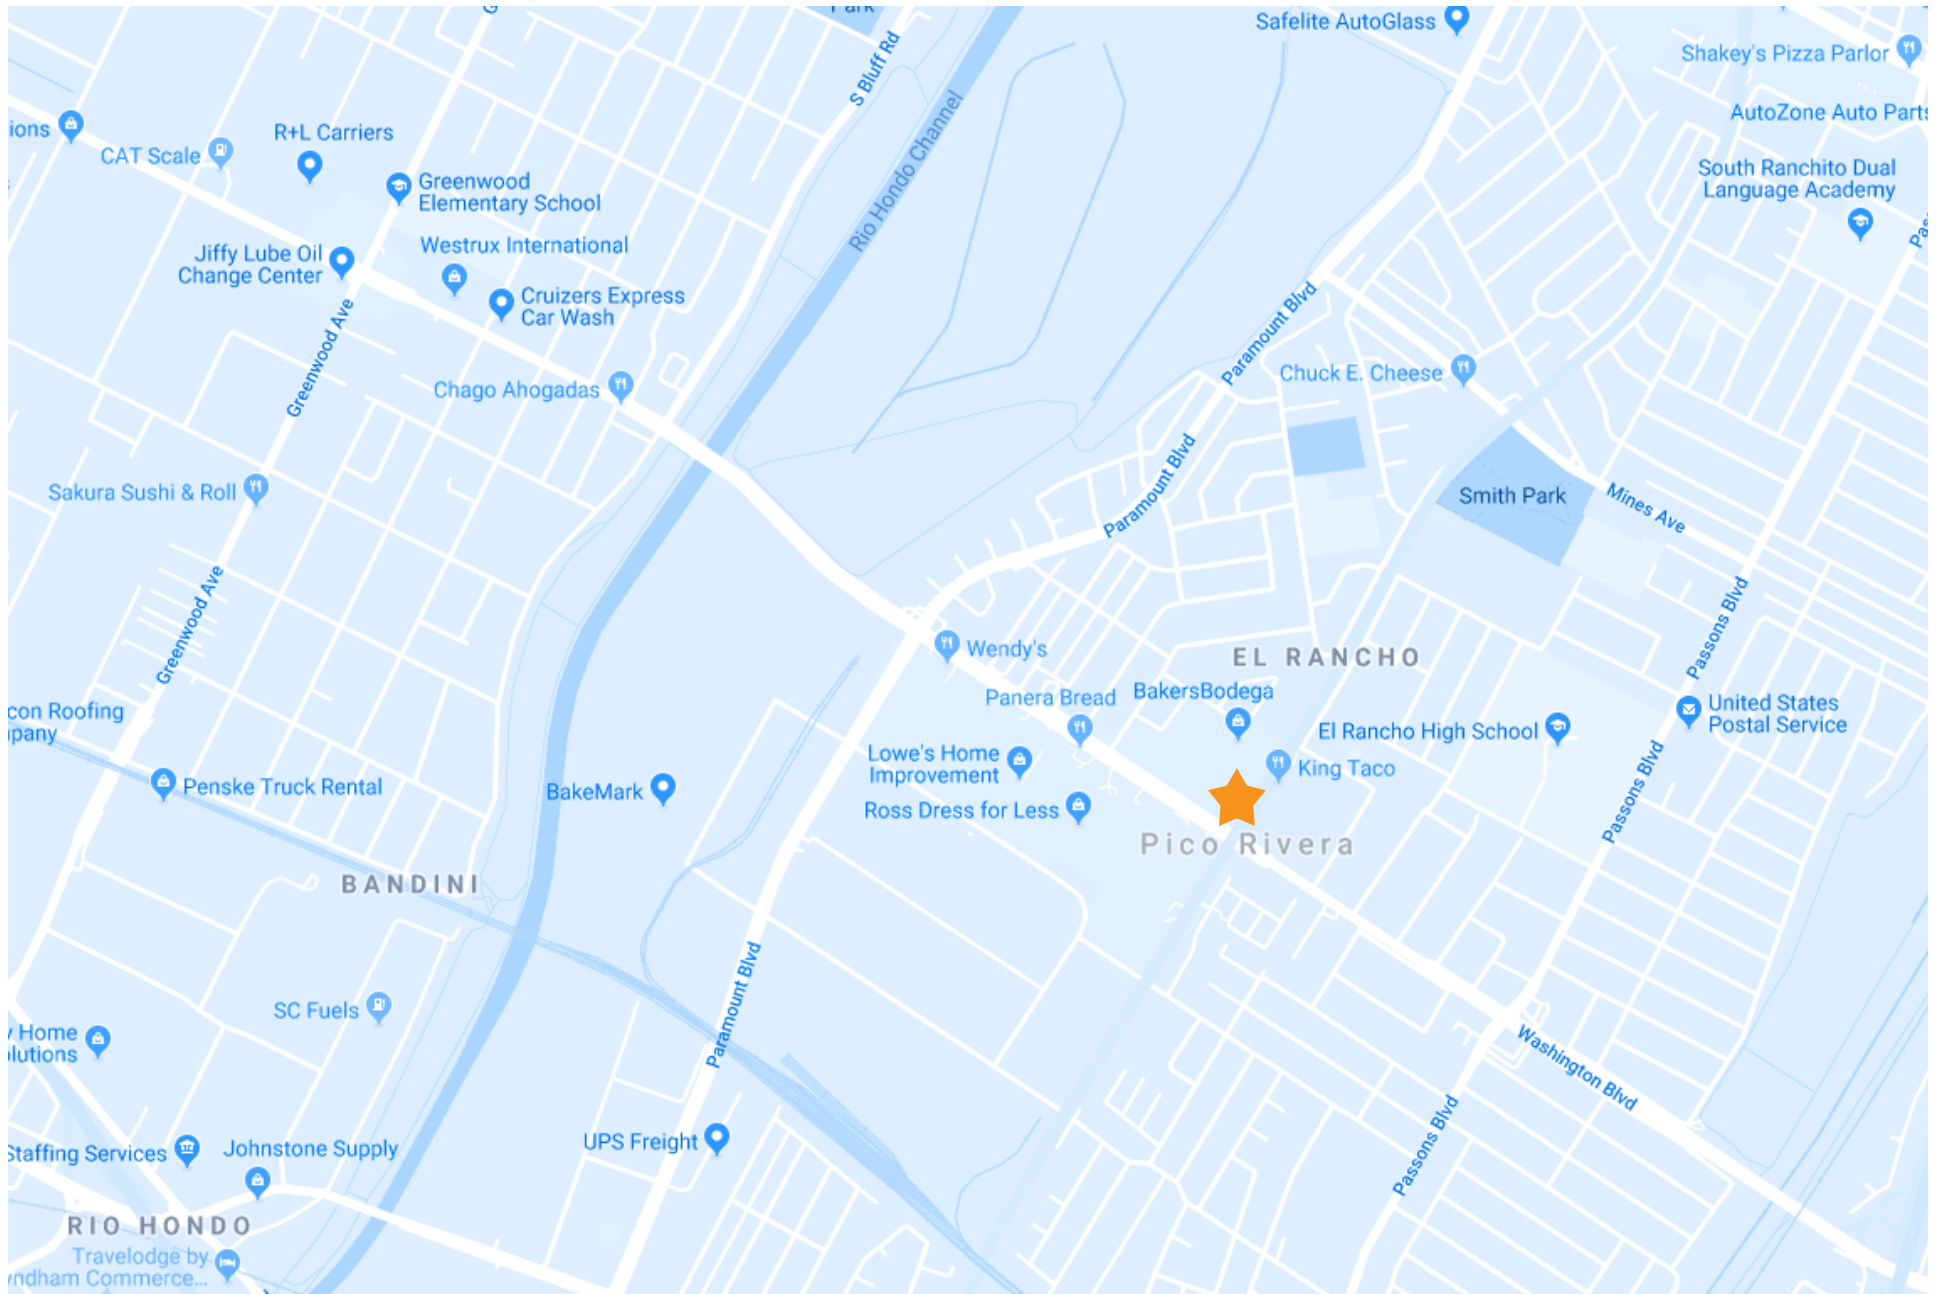 G
Park
Safelite AutoGlass
Shakey's Pizza Parlor
S Bluff Rd
AutoZone Auto Parts
ions
CAT Scale
R+L Carriers
Rio Hondo Channel
South Ranchito Dual
Language Academy
Greenwood
Elementary School
Pas
Westrux International
Jiffy Lube Oil
Change Center
Cruizers Express
Car Wash
Greenwood Ave
Paramount Blvd
Chago Ahogadas
Chuck E. Cheese
Sakura Sushi & Roll
Paramount Blvd
Smith Park
Mines Ave
Greenwood Ave
Passons Blvd
Wendy's
EL RANCHO
Panera Bread
BakersBodega
con Roofing
pany
El Rancho High School
United States
Postal Service
Lowe's Home
Improvement
King Taco
Penske Truck Rental
BakeMark
Ross Dress for Less
Passons Blvd
Pico Rivera
BANDINI
Paramount Blvd
SC Fuels
y Home
olutions
Washington Blvd
UPS Freight
Staffing Services
Johnstone Supply
Passons Blvd
RIO HONDO
Travelodge by
yndham Commerce...